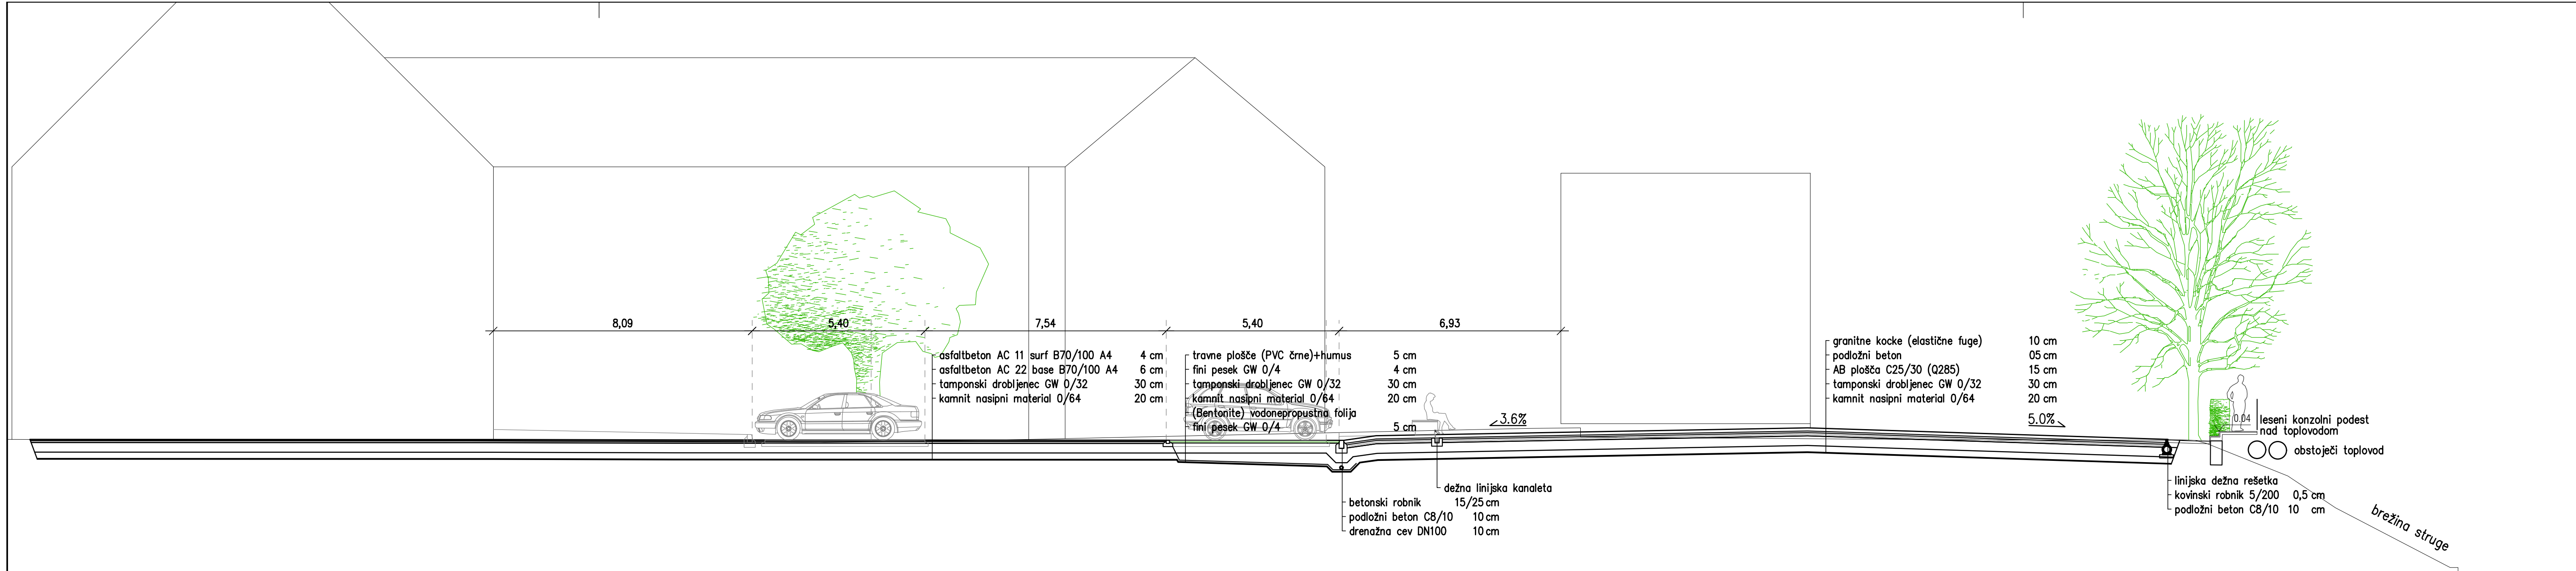 8,09
5,40
7,54
5,40
6,93
asfaltbeton AC 11 surf B70/100 A4 4 cm
asfaltbeton AC 22 base B70/100 A4 6 cm
tamponski drobljenec GW 0/32 30 cm
kamnit nasipni material 0/64 20 cm
travne plošče (PVC črne)+humus 5 cm
fini pesek GW 0/4 4 cm
tamponski drobljenec GW 0/32 30 cm
kamnit nasipni material 0/64 20 cm
(Bentonite) vodonepropustna folija
fini pesek GW 0/4 5 cm
3.6%
granitne kocke (elastične fuge) 10 cm
podložni beton 05 cm
AB plošča C25/30 (Q285) 15 cm
tamponski drobljenec GW 0/32 30 cm
kamnit nasipni material 0/64 20 cm
5.0%
0.04
leseni konzolni podest
nad toplovodom
obstoječi toplovod
dežna linijska kanaleta
betonski robnik 15/25 cm
podložni beton C8/10 10 cm
drenažna cev DN100 10 cm
linijska dežna rešetka
kovinski robnik 5/200 0,5 cm
podložni beton C8/10 10 cm
brežina struge